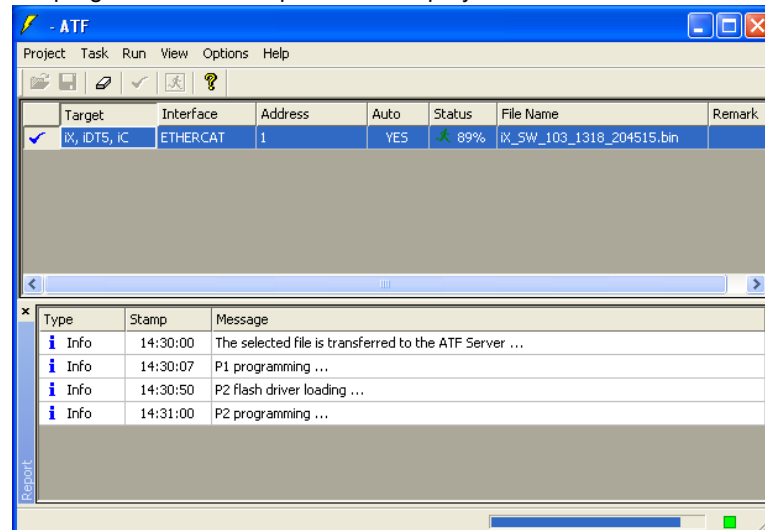 - ATF
Project Task Run View Options Help
Target Interface Address Auto Status File Name Remark
iX, iDT5, iC ETHERCAT 1 YES 89% iX_SW_103_1318_204515.bin
Type Stamp Message
Info 14:30:00 The selected file is transferred to the ATF Server ...
Info 14:30:07 P1 programming ...
Info 14:30:50 P2 flash driver loading ...
Info 14:31:00 P2 programming ...
Report